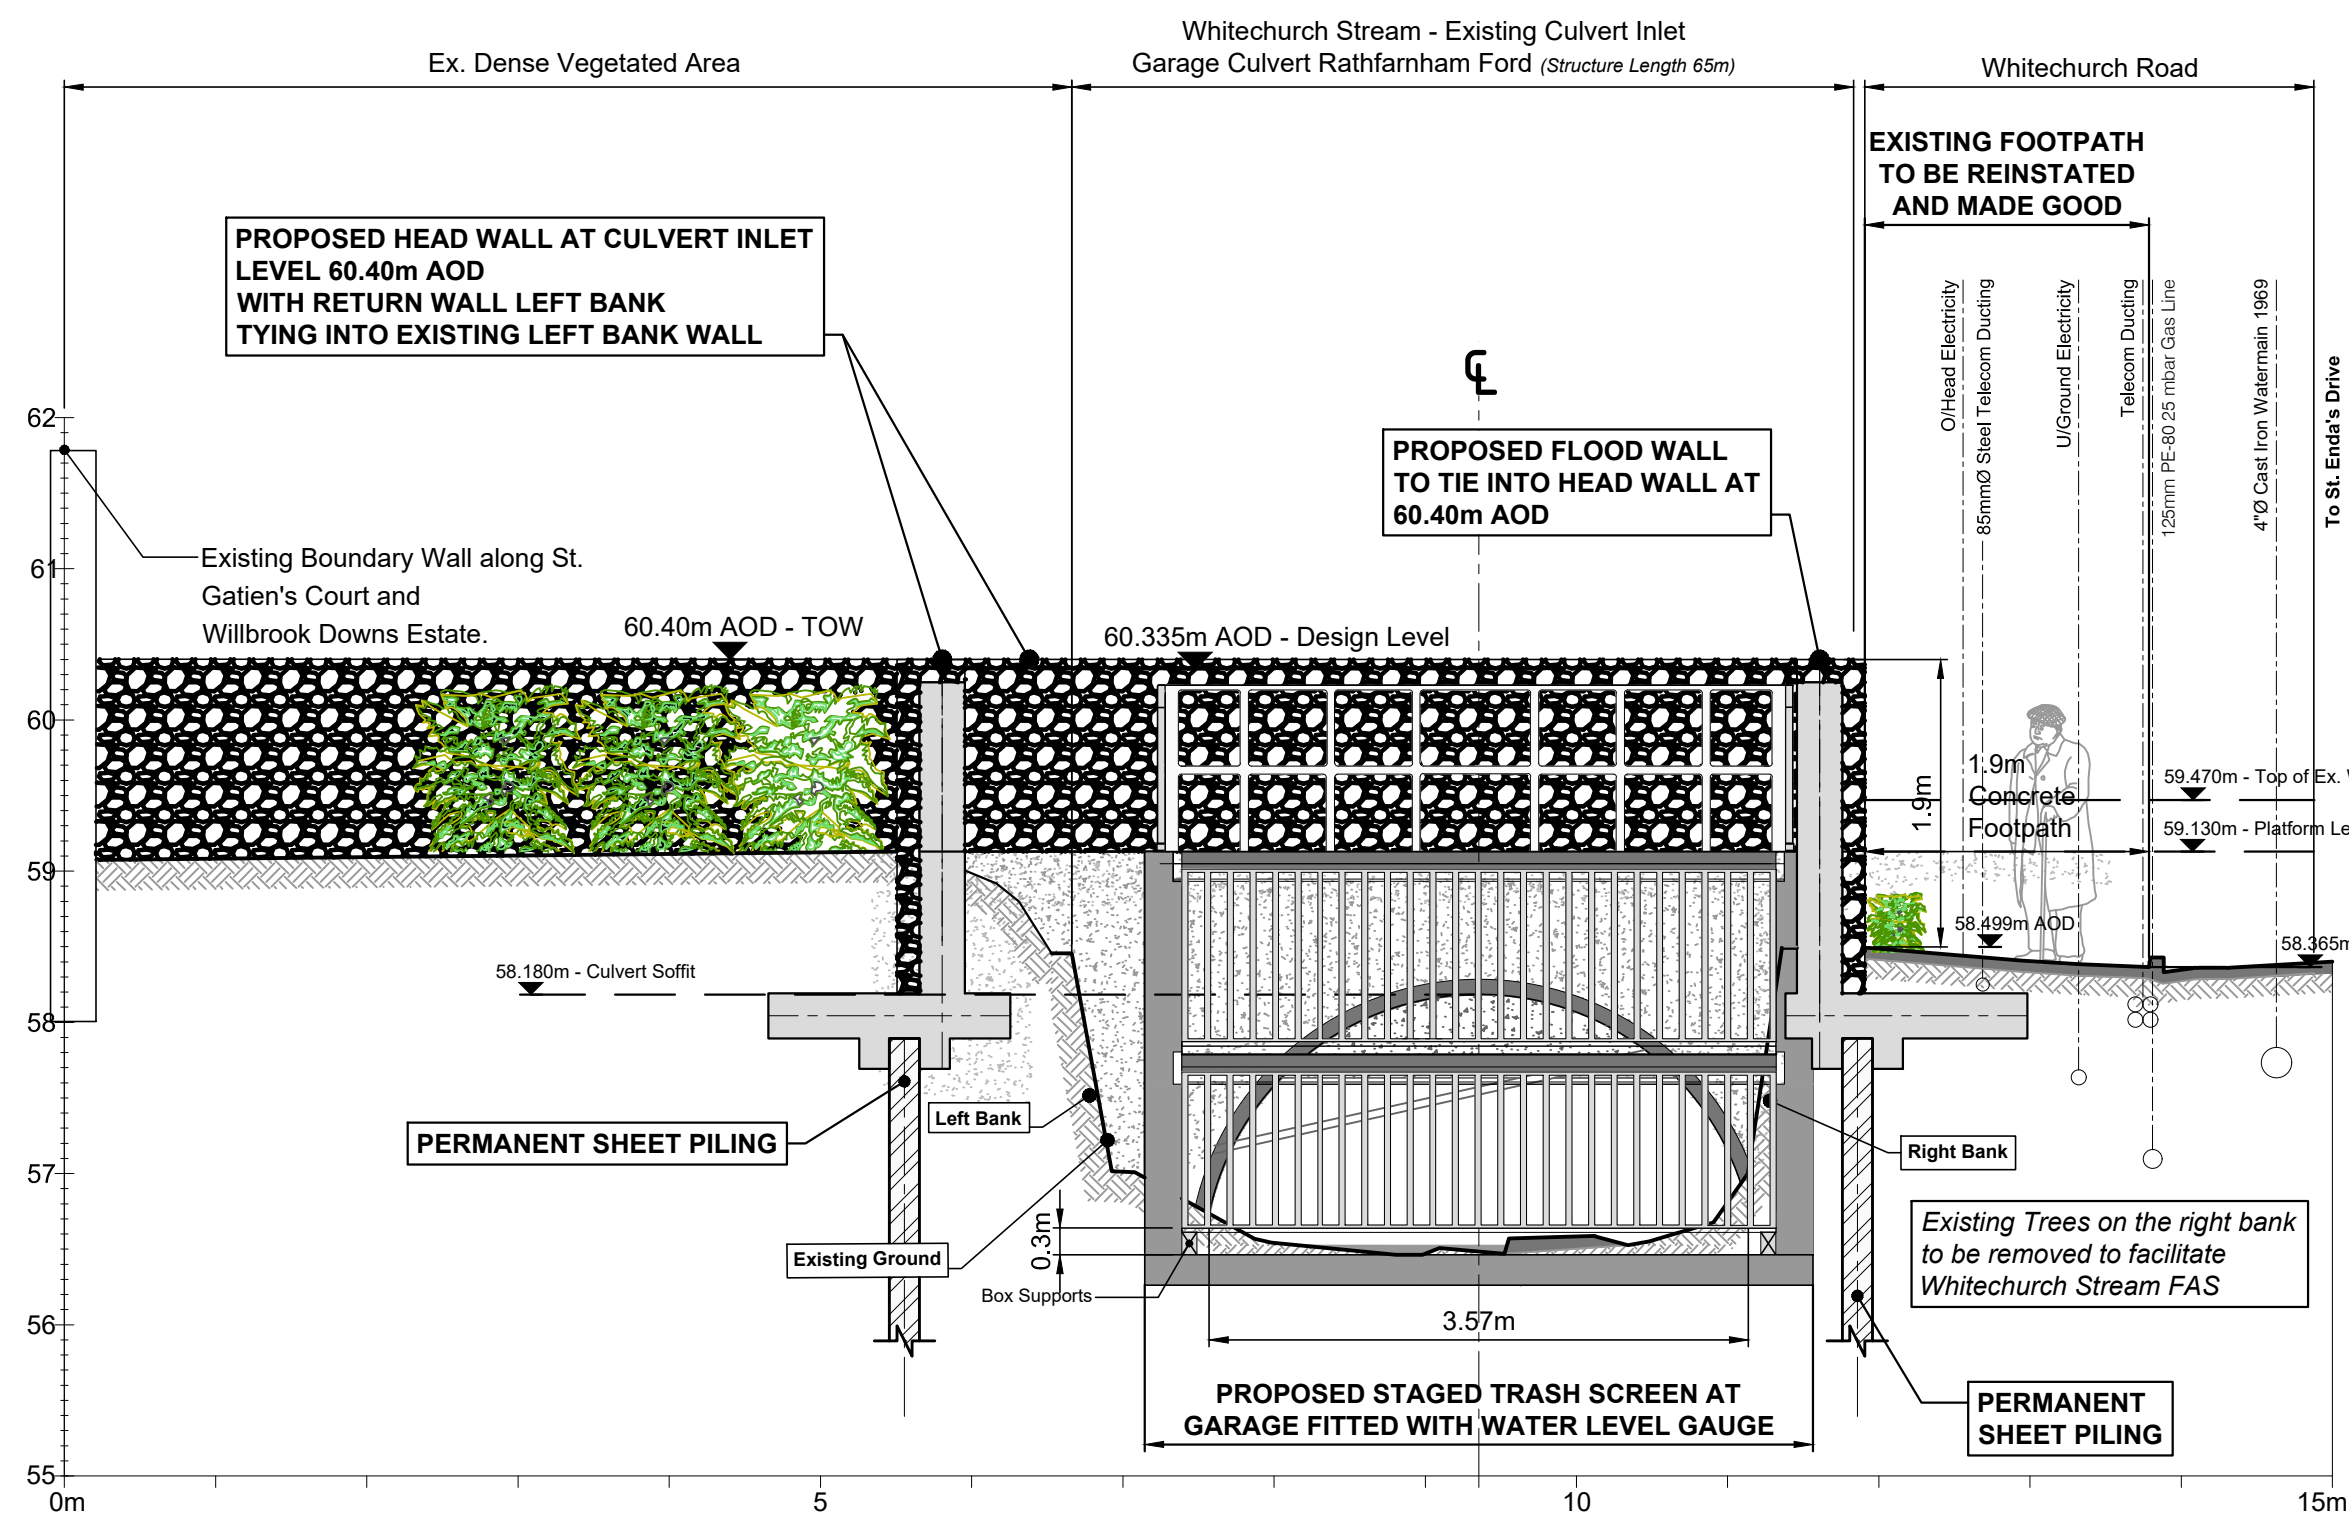 Whitechurch Stream - Existing Culvert Inlet
Ex. Dense Vegetated Area
Garage Culvert Rathfarnham Ford (Structure Length 65m)
Whitechurch Road
EXISTING FOOTPATH
TO BE REINSTATED
AND MADE GOOD
PROPOSED HEAD WALL AT CULVERT INLET
LEVEL 60.40m AOD
WITH RETURN WALL LEFT BANK
TYING INTO EXISTING LEFT BANK WALL
O/Head Electricity
85mmØ Steel Telecom Ducting
U/Ground Electricity
Telecom Ducting
125mm PE-80 25 mbar Gas Line
4"Ø Cast Iron Watermain 1969
To St. Enda's Drive
CL
PROPOSED FLOOD WALL
TO TIE INTO HEAD WALL AT
60.40m AOD
62
61
60
59
58
57
56
55
Existing Boundary Wall along St.
Gatien's Court and
Willbrook Downs Estate.
60.40m AOD - TOW
60.335m AOD - Design Level
1.9m
1.9m
Concrete
Footpath
59.470m - Top of Ex.
59.130m - Platform Le
58.499m AOD
58.365m
58.180m - Culvert Soffit
PERMANENT SHEET PILING
Left Bank
Right Bank
Existing Ground
0.3m
Box Supports
3.57m
Existing Trees on the right bank
to be removed to facilitate
Whitechurch Stream FAS
PROPOSED STAGED TRASH SCREEN AT
GARAGE FITTED WITH WATER LEVEL GAUGE
PERMANENT
SHEET PILING
0m
5
10
15m